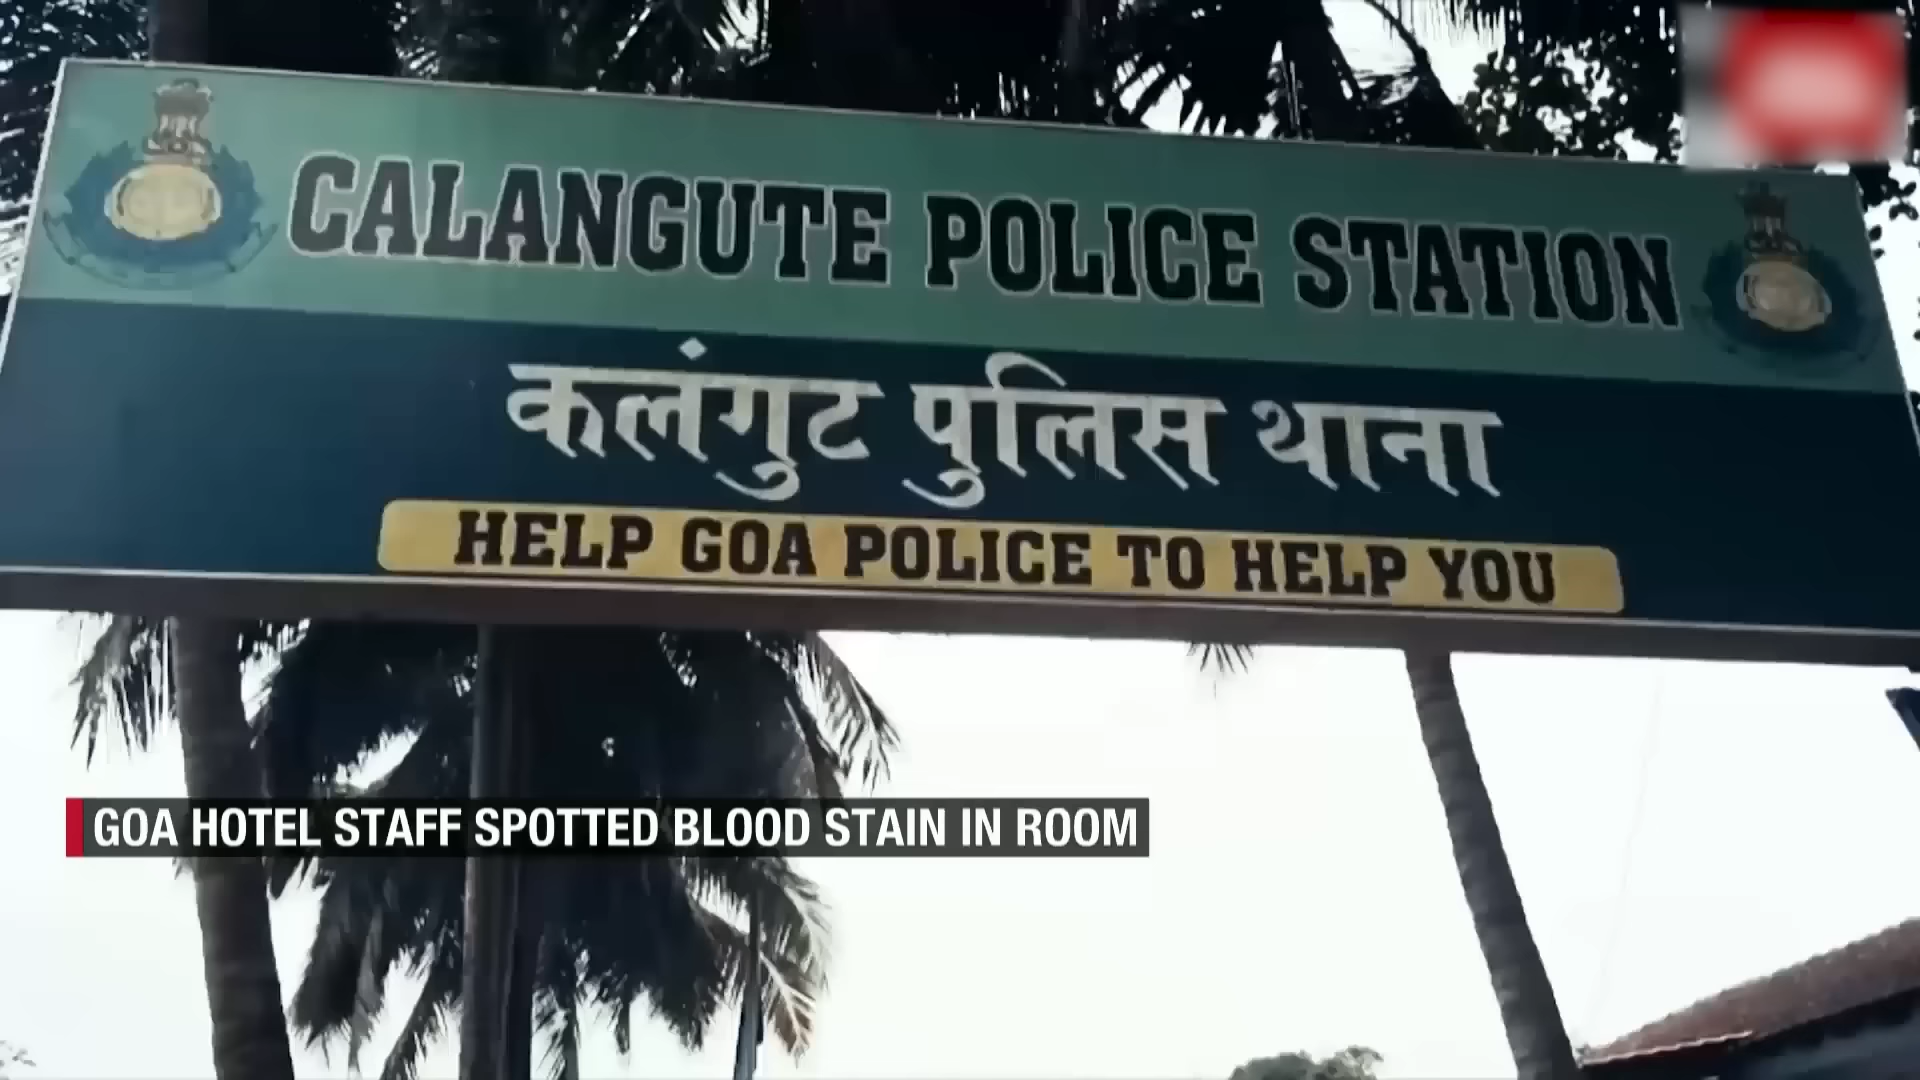 CALANGUTE POLICE STATION
कलंगुट पुलिस थाना
HELP GOA POLICE TO HELP YOU
GOA HOTEL STAFF SPOTTED BLOOD STAIN IN ROOM